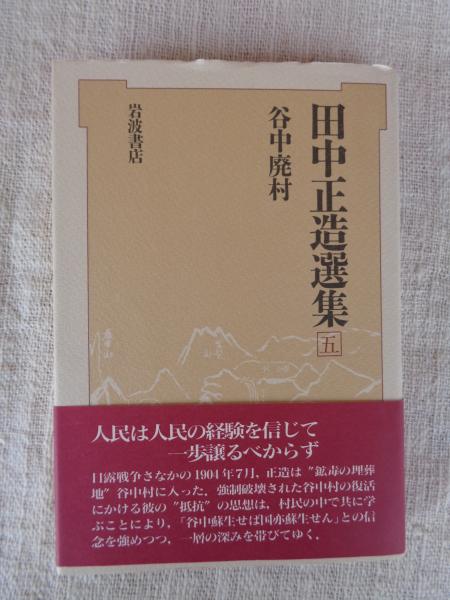 田中正造選集
五
谷中廃村
岩波書店
人民は人民の経験を信じて
一歩譲るべからず
日露戦争さなかの1904年7月、正造は〝鉱毒の埋葬
地〟谷中村に入った。強制破壊された谷中村の復活
にかける彼の〝抵抗〟の思想は、村民の中で共に学
ぶことにより、「谷中蘇生せば国亦蘇生せん」との信
念を強めつつ、一層の深みを帯びてゆく。